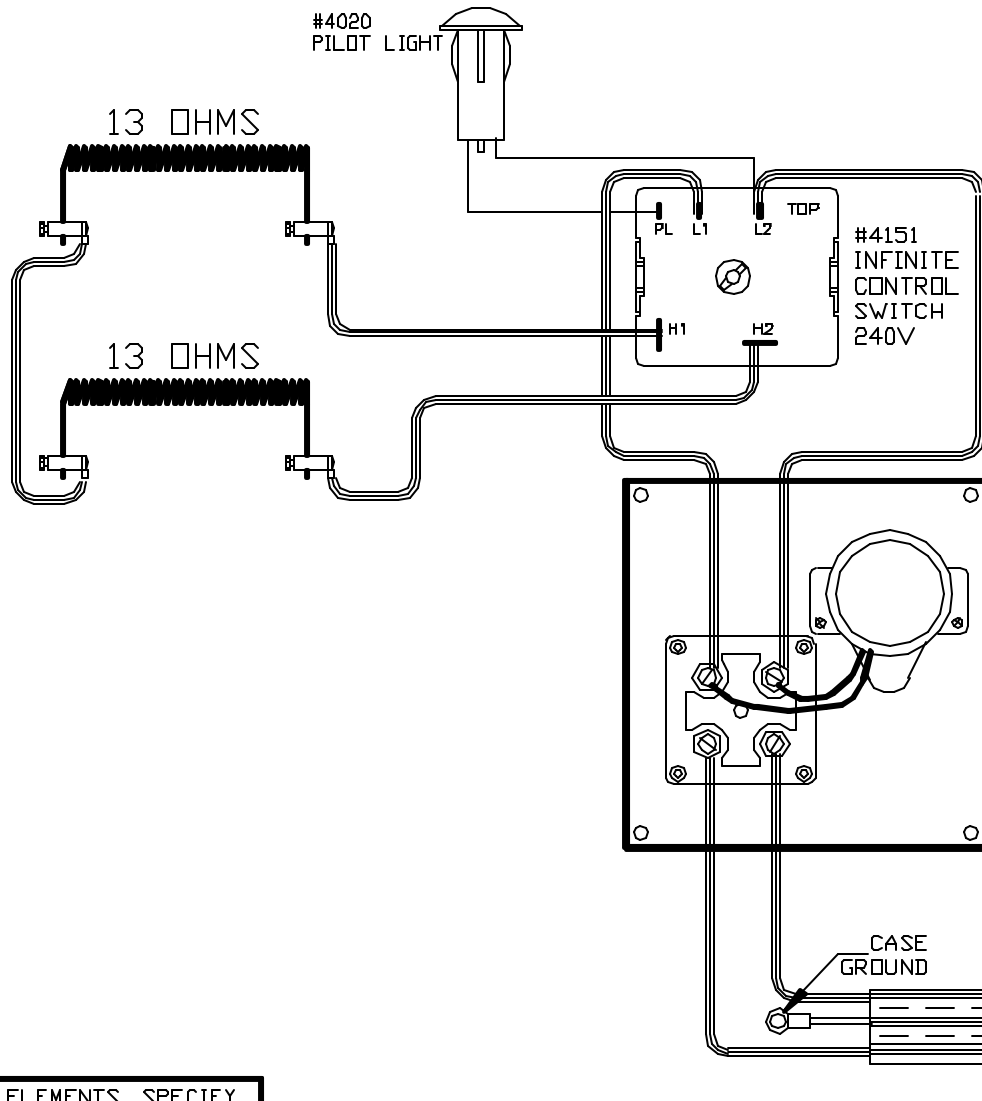 #4020
PILOT LIGHT
13 OHMS
PL L1 L2 TOP
#4151
INFINITE
CONTROL
SWITCH
240V
H1 H2
13 OHMS
CASE
GROUND
ELEMENTS SPECIFY